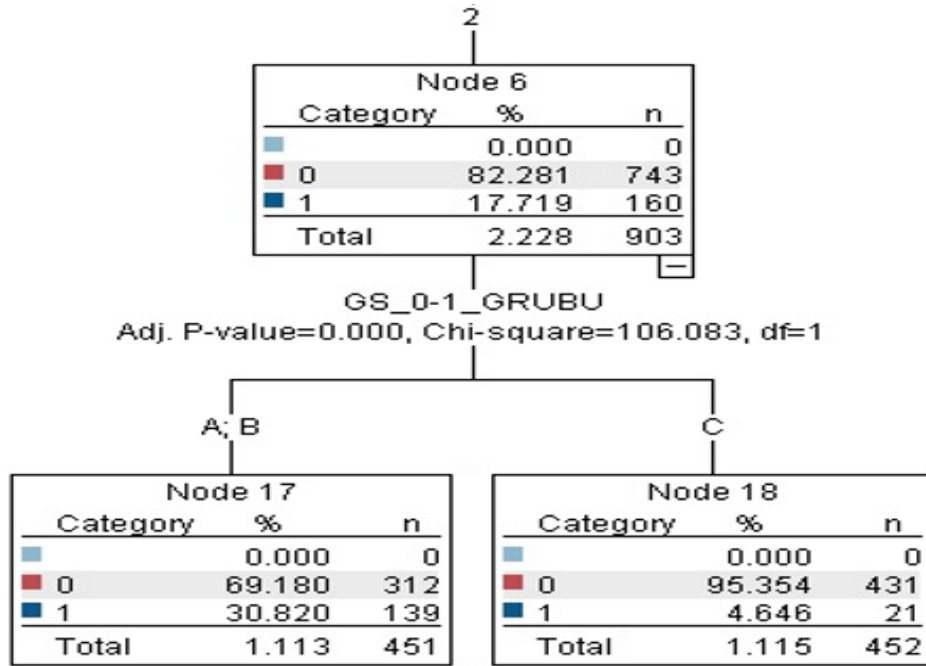 2
Node 6
Category % n
0.000 0
0 82.281 743
1 17.719 160
Total 2.228 903
GS_0-1_GRUBU
Adj. P-value=0.000, Chi-square=106.083, df=1
A; B
C
Node 17
Category % n
0.000 0
0 69.180 312
1 30.820 139
Total 1.113 451
Node 18
Category % n
0.000 0
0 95.354 431
1 4.646 21
Total 1.115 452